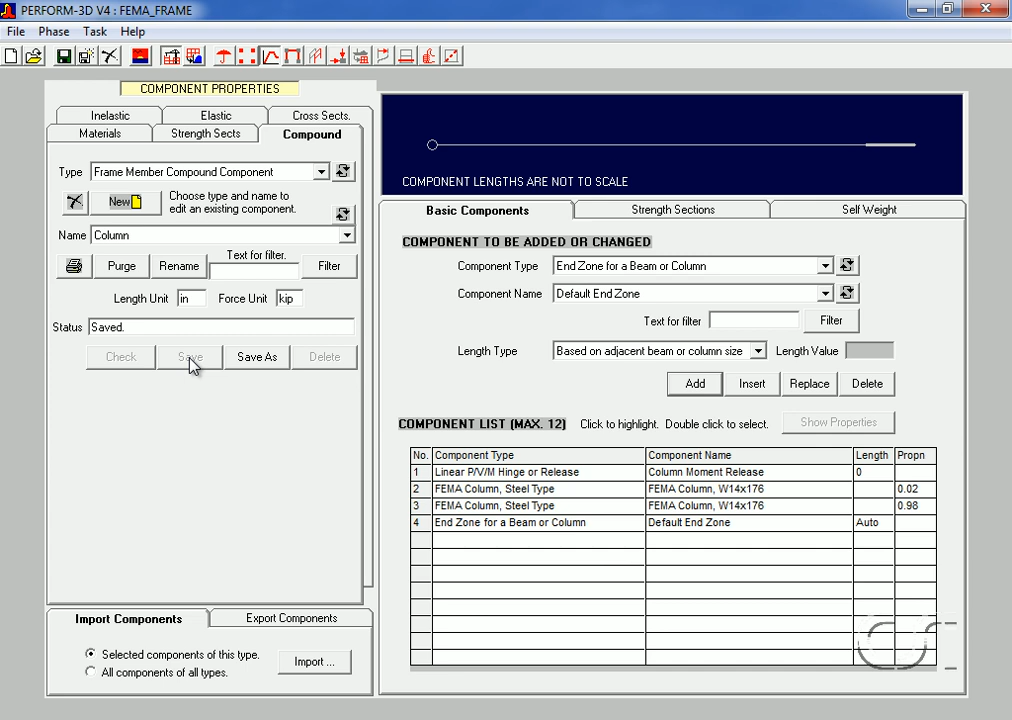 PERFORM-3D V4 : FEMA_FRAME
File Phase Task Help
COMPONENT PROPERTIES
Inelastic Elastic Cross Sects.
Materials Strength Sects Compound
Type Frame Member Compound Component
New Choose type and name to
edit an existing component.
Name Column
Text for filter.
Purge Rename Filter
Length Unit in Force Unit kip
Status Saved.
Check Save Save As Delete
Import Components Export Components
Selected components of this type.
All components of all types.
Import ...
COMPONENT LENGTHS ARE NOT TO SCALE
Basic Components Strength Sections Self Weight
COMPONENT TO BE ADDED OR CHANGED
Component Type End Zone for a Beam or Column
Component Name Default End Zone
Text for filter Filter
Length Type Based on adjacent beam or column size Length Value
Add Insert Replace Delete
COMPONENT LIST (MAX. 12) Click to highlight. Double click to select. Show Properties
No. Component Type Component Name Length Propn
1 Linear P/V/M Hinge or Release Column Moment Release 0
2 FEMA Column, Steel Type FEMA Column, W14x176 0.02
3 FEMA Column, Steel Type FEMA Column, W14x176 0.98
4 End Zone for a Beam or Column Default End Zone Auto